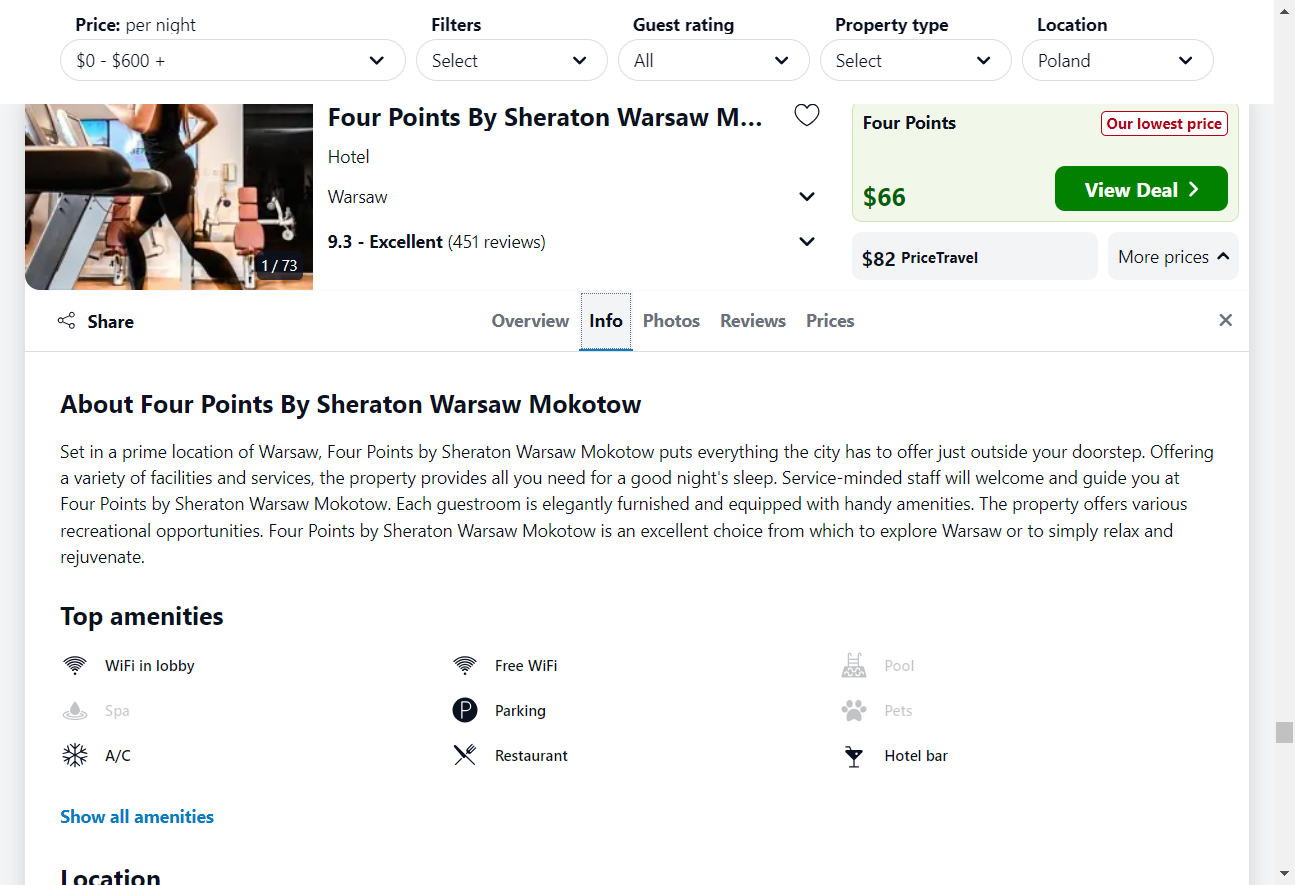 Price: per night
Filters
Guest rating
Property type
Location
$0 - $600 +
Select
All
Select
Poland
Four Points By Sheraton Warsaw M...
Hotel
Warsaw
9.3 - Excellent (451 reviews)
1 / 73
Four Points
Our lowest price
$66
View Deal
$82 PriceTravel
More prices
Share
Overview
Info
Photos
Reviews
Prices
About Four Points By Sheraton Warsaw Mokotow
Set in a prime location of Warsaw, Four Points by Sheraton Warsaw Mokotow puts everything the city has to offer just outside your doorstep. Offering
a variety of facilities and services, the property provides all you need for a good night's sleep. Service-minded staff will welcome and guide you at
Four Points by Sheraton Warsaw Mokotow. Each guestroom is elegantly furnished and equipped with handy amenities. The property offers various
recreational opportunities. Four Points by Sheraton Warsaw Mokotow is an excellent choice from which to explore Warsaw or to simply relax and
rejuvenate.
Top amenities
WiFi in lobby
Free WiFi
Pool
Spa
Parking
Pets
A/C
Restaurant
Hotel bar
Show all amenities
Location